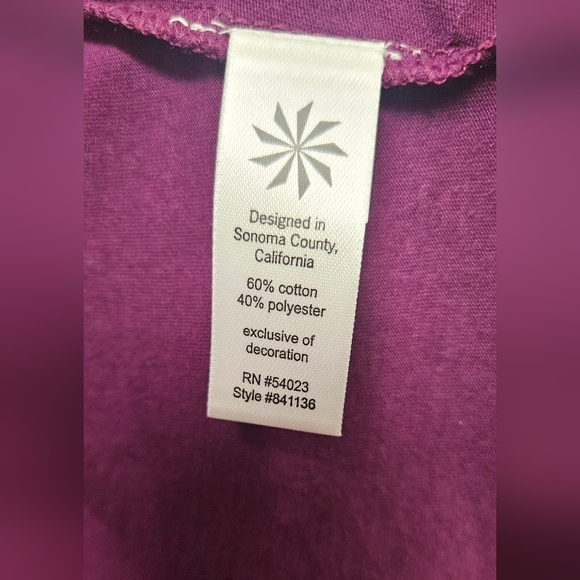 Designed in
Sonoma County,
California
60% cotton
40% polyester
exclusive of
decoration
RN #54023
Style #841136